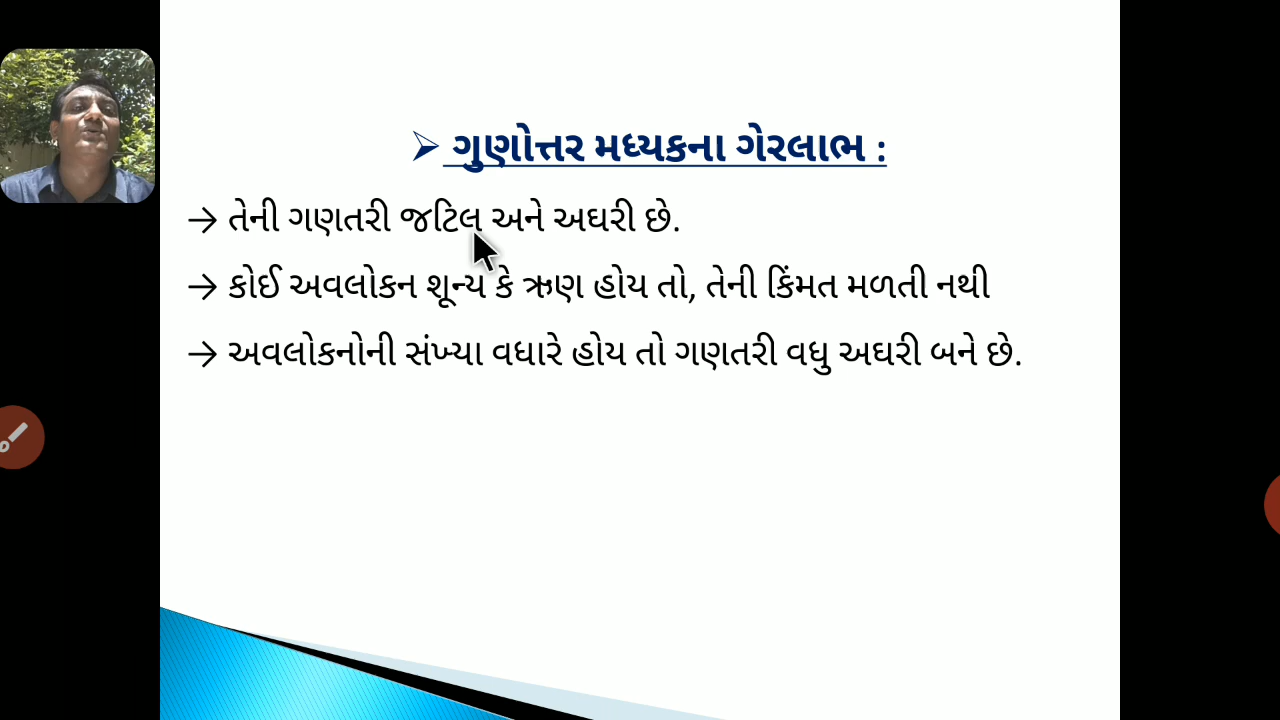 ➢ ગુણોત્તર મધ્યકના ગેરલાભ :
→ તેની ગણતરી જટિલ અને અઘરી છે.
→ કોઈ અવલોકન શૂન્ય કે ઋણ હોય તો, તેની કિંમત મળતી નથી
→ અવલોકનોની સંખ્યા વધારે હોય તો ગણતરી વધુ અઘરી બને છે.